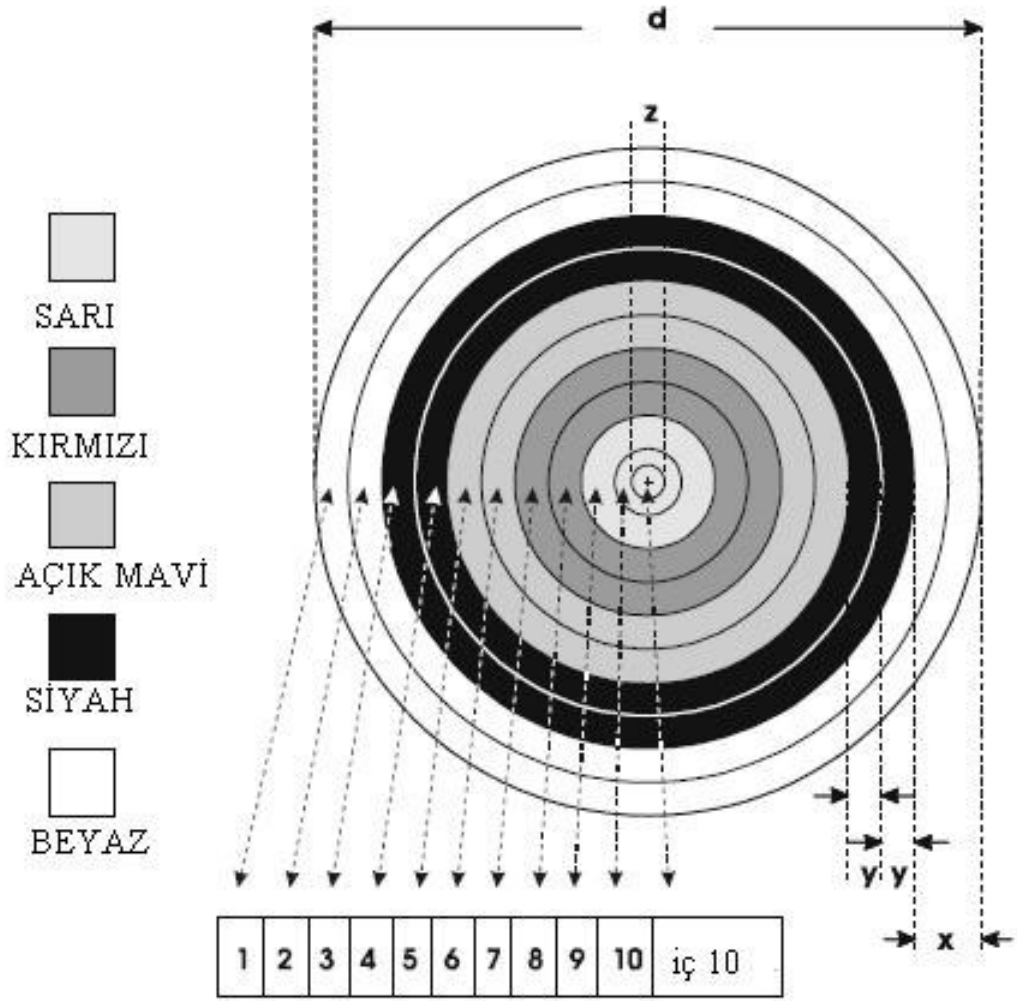 d
z
SARI
KIRMIZI
AÇIK MAVİ
SİYAH
BEYAZ
y y
x
1 2 3 4 5 6 7 8 9 10 iç 10